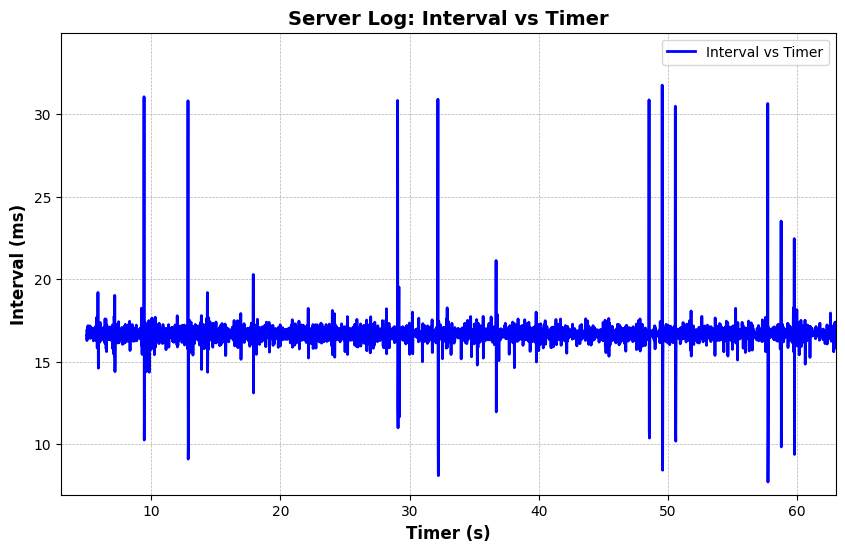 Server Log: Interval vs Timer
Interval vs Timer
30
25
20
15
10
Interval (ms)
10 20 30 40 50 60
Timer (s)